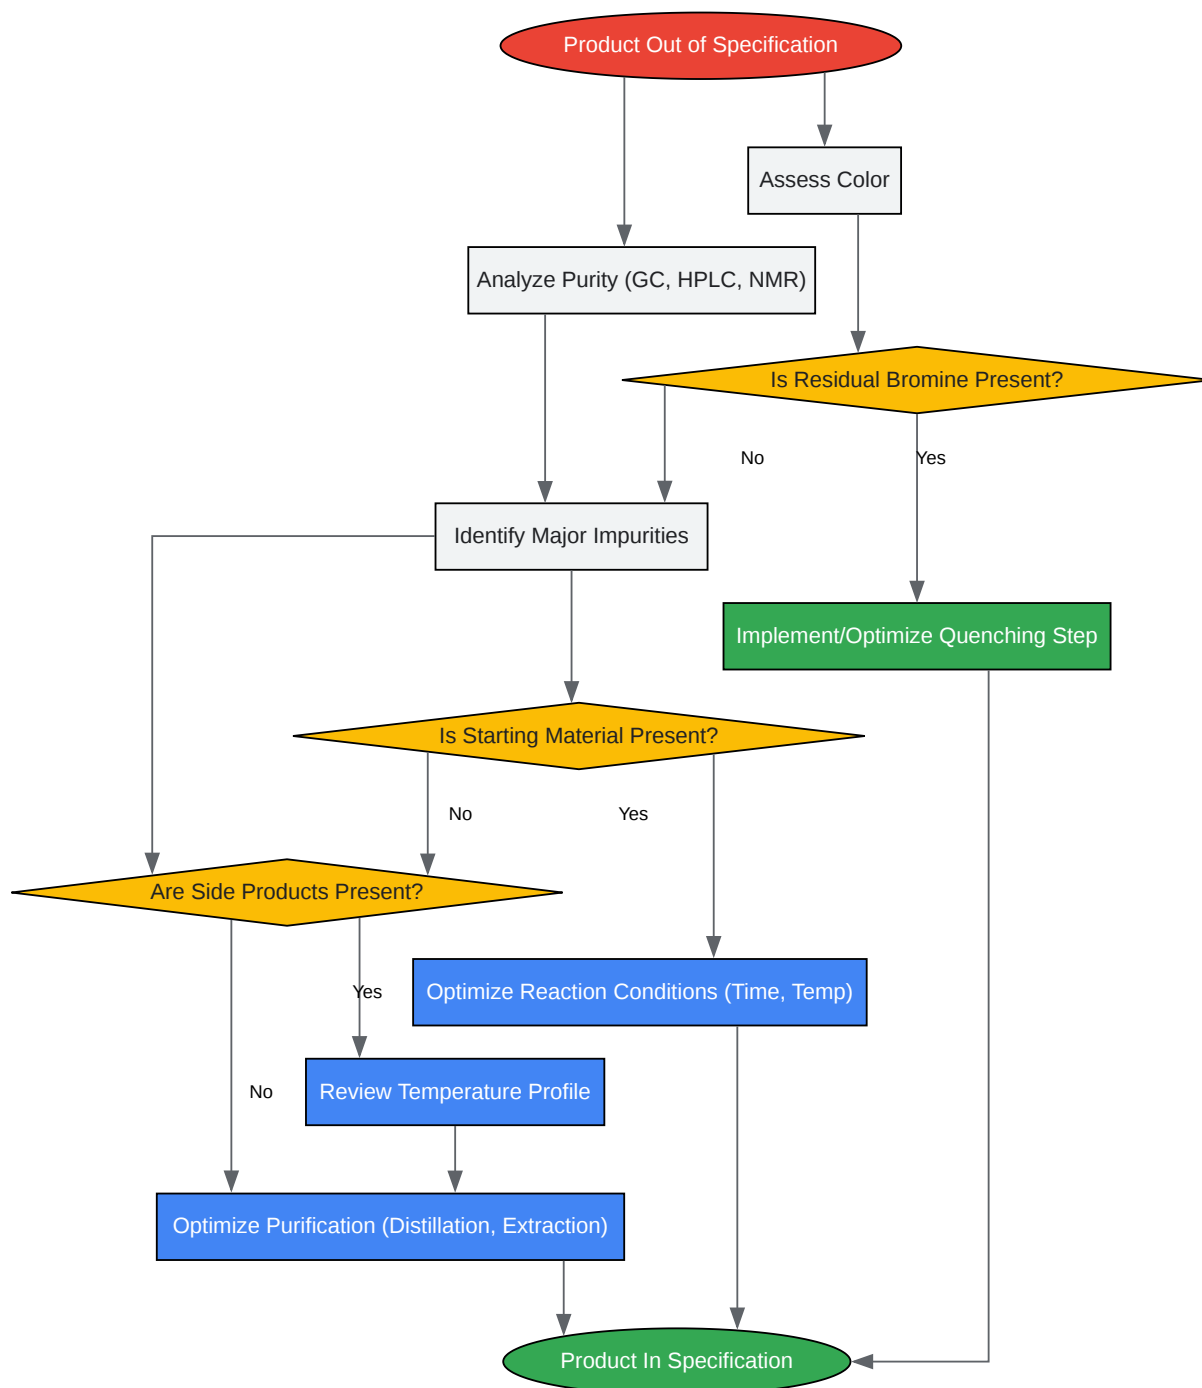 Product Out of Specification
Assess Color
Analyze Purity (GC, HPLC, NMR)
Is Residual Bromine Present?
No
Yes
Identify Major Impurities
Implement/Optimize Quenching Step
Is Starting Material Present?
No
Yes
Are Side Products Present?
Optimize Reaction Conditions (Time, Temp)
Yes
Review Temperature Profile
No
Optimize Purification (Distillation, Extraction)
Product In Specification